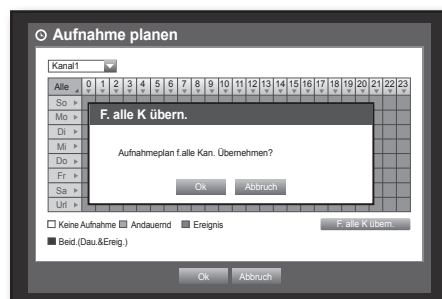 Aufnahme planen
Kanal1
Alle 0 1 2 3 4 5 6 7 8 9 10 11 12 13 14 15 16 17 18 19 20 21 22 23
So
Mo
Di
Mi
Do
Fr
Sa
Url
F. alle K übern.
Aufnahmeplan f.alle Kan. Übernehmen?
Ok Abbruch
Keine Aufnahme Andauernd Ereignis F. alle K übern.
Beid.(Dau.&Ereig.)
Ok Abbruch